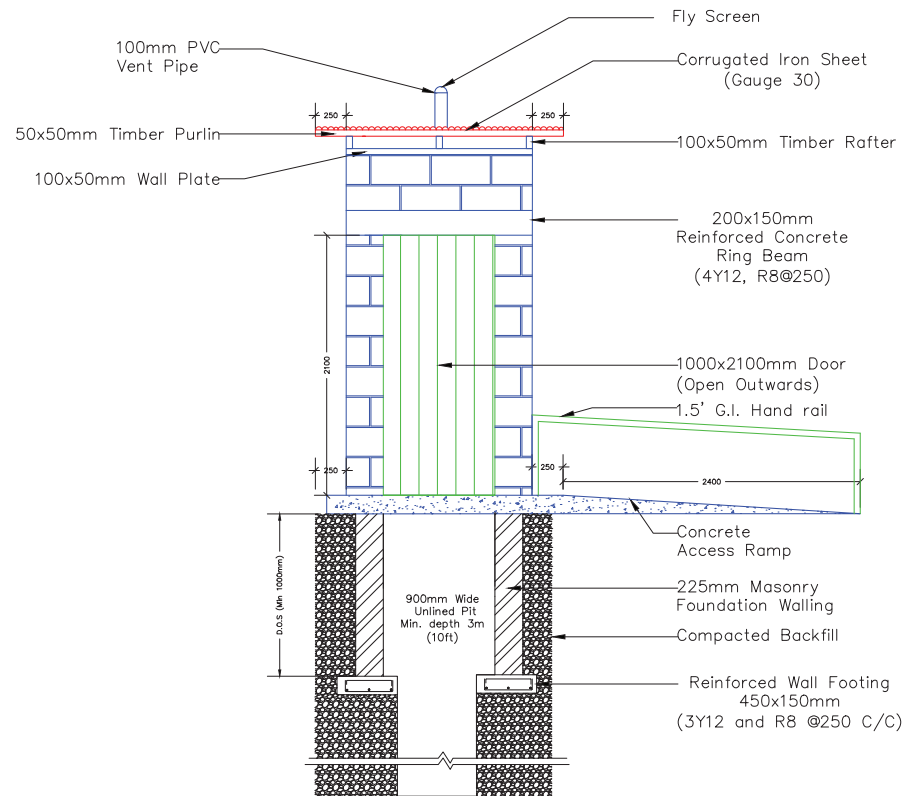 Fly Screen
100mm PVC
Vent Pipe
Corrugated Iron Sheet
(Gauge 30)
250
250
50x50mm Timber Purlin
100x50mm Timber Rafter
100x50mm Wall Plate
200x150mm
Reinforced Concrete
Ring Beam
(4Y12, R8@250)
2100
1000x2100mm Door
(Open Outwards)
1.5' G.I. Hand rail
250
250
2400
Concrete
Access Ramp
D.O.S (Min 1000mm)
900mm Wide
Unlined Pit
Min. depth 3m
(10ft)
225mm Masonry
Foundation Walling
Compacted Backfill
Reinforced Wall Footing
450x150mm
(3Y12 and R8 @250 C/C)